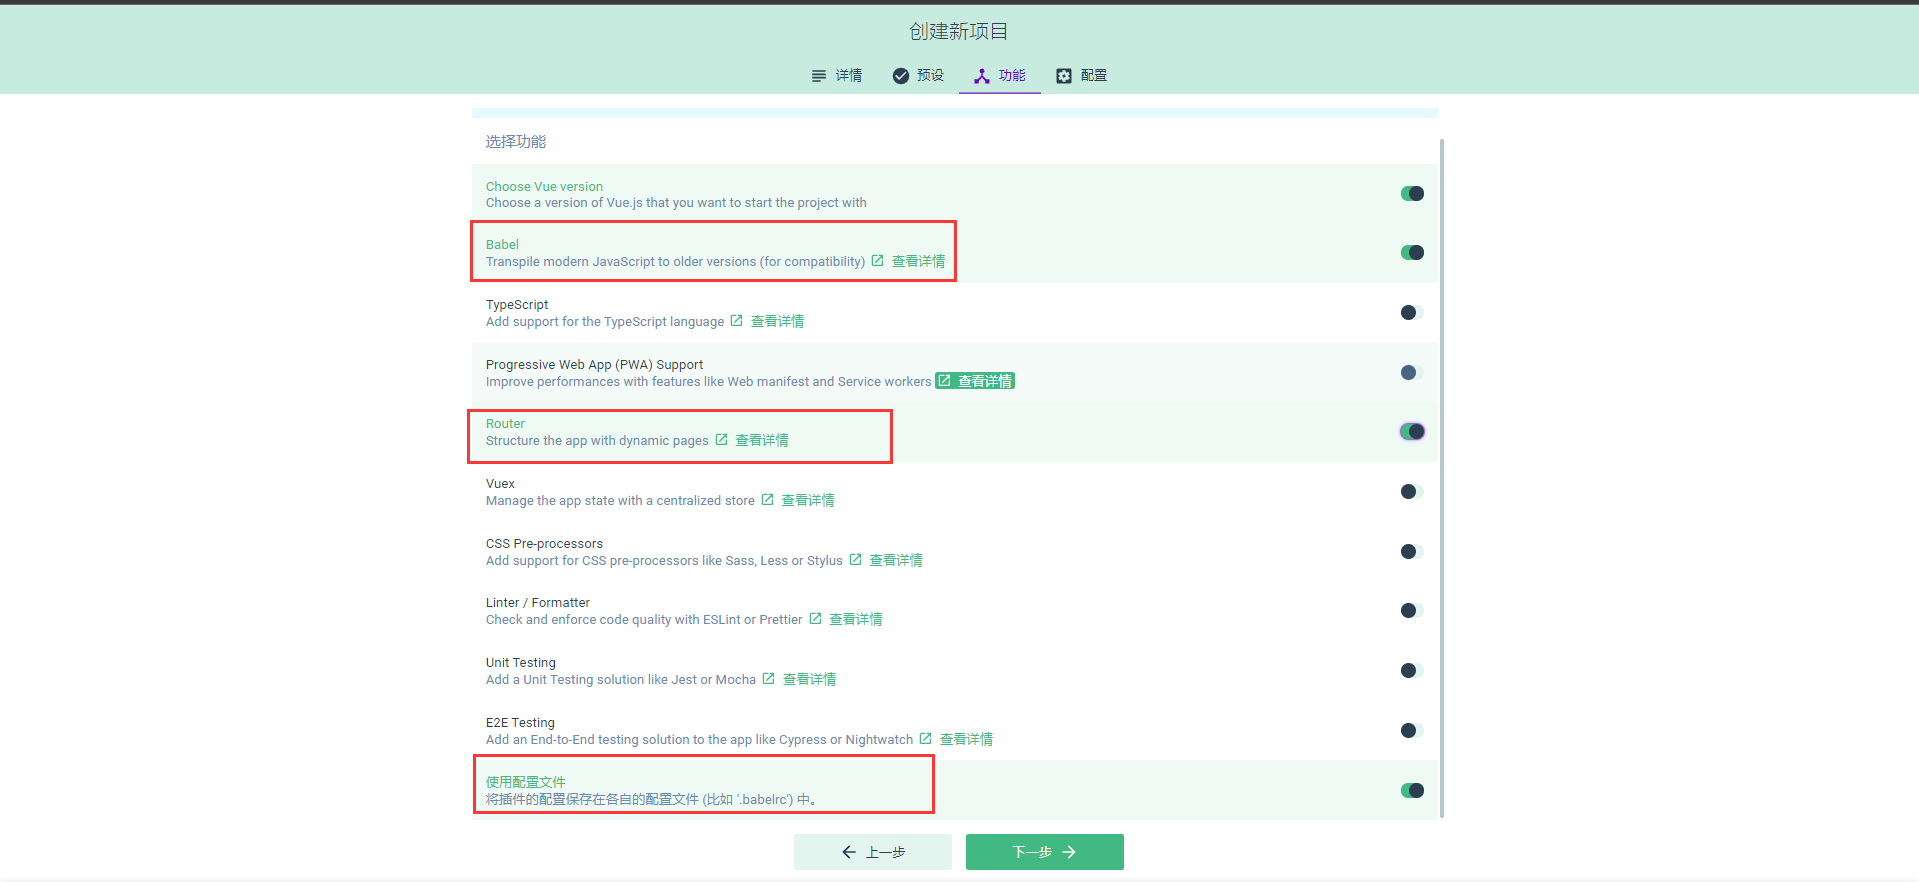 创建新项目
详情 预设 功能 配置
选择功能
Choose Vue version
Choose a version of Vue.js that you want to start the project with
Babel
Transpile modern JavaScript to older versions (for compatibility) 查看详情
TypeScript
Add support for the TypeScript language 查看详情
Progressive Web App (PWA) Support
Improve performances with features like Web manifest and Service workers 查看详情
Router
Structure the app with dynamic pages 查看详情
Vuex
Manage the app state with a centralized store 查看详情
CSS Pre-processors
Add support for CSS pre-processors like Sass, Less or Stylus 查看详情
Linter / Formatter
Check and enforce code quality with ESLint or Prettier 查看详情
Unit Testing
Add a Unit Testing solution like Jest or Mocha 查看详情
E2E Testing
Add an End-to-End testing solution to the app like Cypress or Nightwatch 查看详情
使用配置文件
将插件的配置保存在各自的配置文件 (比如 '.babelrc') 中。
上一步 下一步